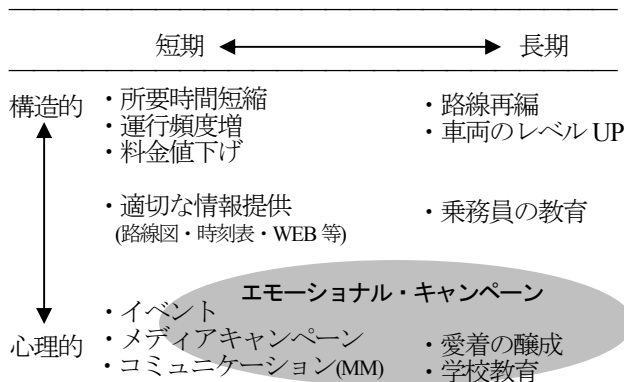 短期 長期
構造的
・所要時間短縮
・運行頻度増
・料金値下げ
・路線再編
・車両のレベル UP
・適切な情報提供
(路線図・時刻表・WEB 等)
・乗務員の教育
エモーショナル・キャンペーン
心理的
・イベント
・メディアキャンペーン
・コミュニケーション(MM)
・愛着の醸成
・学校教育